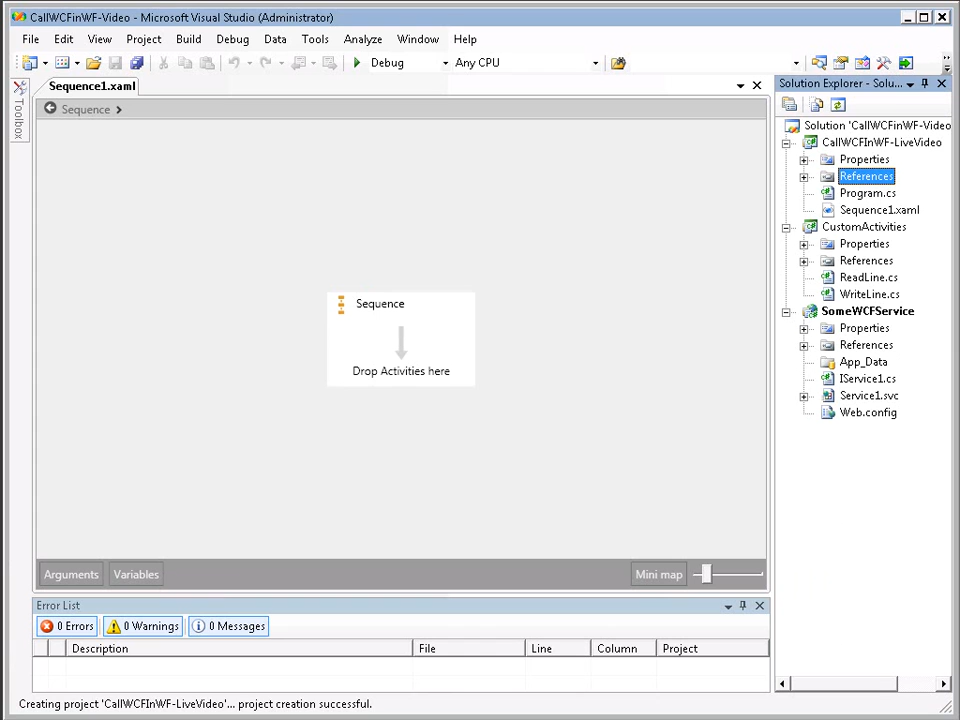 CallWCFinWF-Video - Microsoft Visual Studio (Administrator)
File Edit View Project Build Debug Data Tools Analyze Window Help
Debug Any CPU
Toolbox
Sequence1.xaml
Sequence
Sequence
Drop Activities here
Arguments Variables Mini map
Error List
0 Errors 0 Warnings 0 Messages
Description File Line Column Project
Creating project 'CallWCFInWF-LiveVideo'... project creation successful.
Solution Explorer - Solu...
Solution 'CallWCFinWF-Video
CallWCFInWF-LiveVideo
Properties
References
Program.cs
Sequence1.xaml
CustomActivities
Properties
References
ReadLine.cs
WriteLine.cs
SomeWCFService
Properties
References
App_Data
IService1.cs
Service1.svc
Web.config